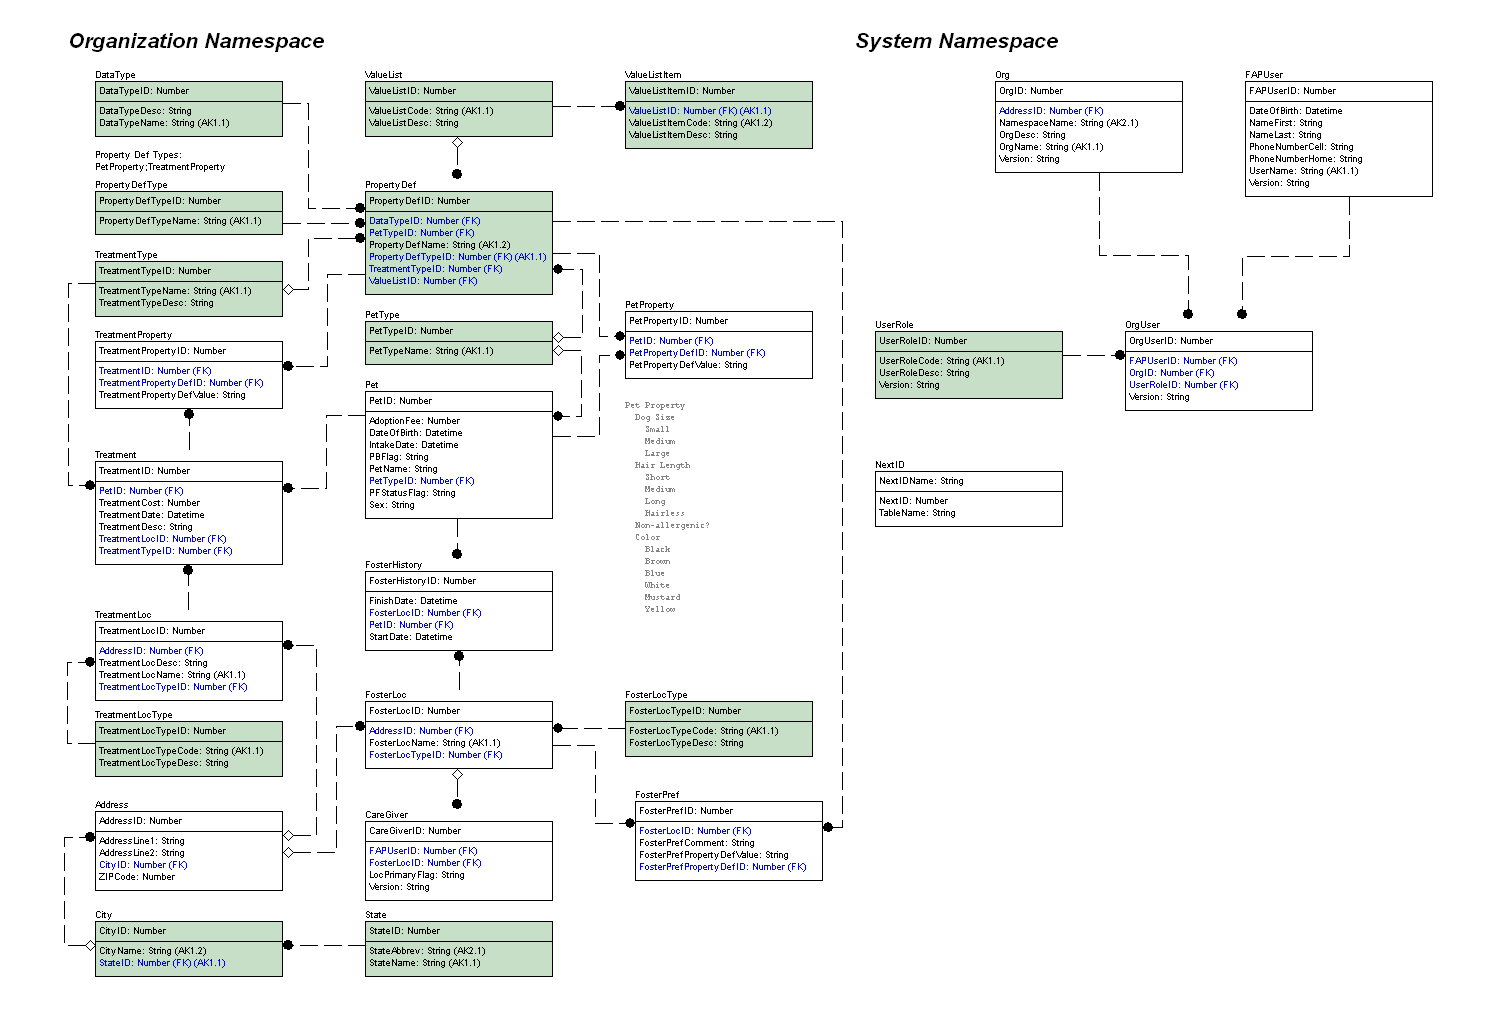 Organization Namespace
DataType
DataTypeID: Number
DataTypeDesc: String
DataTypeName: String (AK1.1)
Property Def Types:
PetProperty;TreatmentProperty
PropertyDefType
PropertyDefTypeID: Number
PropertyDefTypeName: String (AK1.1)
TreatmentType
TreatmentTypeID: Number
TreatmentTypeName: String (AK1.1)
TreatmentTypeDesc: String
TreatmentProperty
TreatmentPropertyID: Number
TreatmentID: Number (FK)
TreatmentPropertyDefID: Number (FK)
TreatmentPropertyDefValue: String
Treatment
TreatmentID: Number
PetID: Number (FK)
TreatmentCost: Number
TreatmentDate: Datetime
TreatmentDesc: String
TreatmentLocID: Number (FK)
TreatmentTypeID: Number (FK)
TreatmentLoc
TreatmentLocID: Number
AddressID: Number (FK)
TreatmentLocDesc: String
TreatmentLocName: String (AK1.1)
TreatmentLocTypeID: Number (FK)
TreatmentLocType
TreatmentLocTypeID: Number
TreatmentLocTypeCode: String (AK1.1)
TreatmentLocTypeDesc: String
Address
AddressID: Number
AddressLine1: String
AddressLine2: String
CityID: Number (FK)
ZIPCode: Number
City
CityID: Number
CityName: String (AK1.2)
StateID: Number (FK) (AK1.1)
ValueList
ValueListID: Number
ValueListCode: String (AK1.1)
ValueListDesc: String
PropertyDef
PropertyDefID: Number
DataTypeID: Number (FK)
PetTypeID: Number (FK)
PropertyDefName: String (AK1.2)
PropertyDefTypeID: Number (FK) (AK1.1)
TreatmentTypeID: Number (FK)
ValueListID: Number (FK)
PetType
PetTypeID: Number
PetTypeName: String (AK1.1)
Pet
PetID: Number
AdoptionFee: Number
DateOfBirth: Datetime
IntakeDate: Datetime
PBFlag: String
PetName: String
PetTypeID: Number (FK)
PFStatusFlag: String
Sex: String
FosterHistory
FosterHistoryID: Number
FinishDate: Datetime
FosterLocID: Number (FK)
PetID: Number (FK)
StartDate: Datetime
FosterLoc
FosterLocID: Number
AddressID: Number (FK)
FosterLocName: String (AK1.1)
FosterLocTypeID: Number (FK)
CareGiver
CareGiverID: Number
FAPUserID: Number (FK)
FosterLocID: Number (FK)
LocPrimaryFlag: String
Version: String
State
StateID: Number
StateAbbrev: String (AK2.1)
StateName: String (AK1.1)
ValueListItem
ValueListItemID: Number
ValueListID: Number (FK) (AK1.1)
ValueListItemCode: String (AK1.2)
ValueListItemDesc: String
PetProperty
PetPropertyID: Number
PetID: Number (FK)
PetPropertyDefID: Number (FK)
PetPropertyDefValue: String
Pet Property
Dog Size
Small
Medium
Large
Hair Length
Short
Medium
Long
Hairless
Non-allergenic?
Color
Black
Brown
Blue
White
Mustard
Yellow
FosterLocType
FosterLocTypeID: Number
FosterLocTypeCode: String (AK1.1)
FosterLocTypeDesc: String
FosterPref
FosterPrefID: Number
FosterLocID: Number (FK)
FosterPrefComment: String
FosterPrefPropertyDefValue: String
FosterPrefPropertyDefID: Number (FK)
System Namespace
Org
OrgID: Number
AddressID: Number (FK)
NamespaceName: String (AK2.1)
OrgDesc: String
OrgName: String (AK1.1)
Version: String
FAPUser
FAPUserID: Number
DateOfBirth: Datetime
NameFirst: String
NameLast: String
PhoneNumberCell: String
PhoneNumberHome: String
UserName: String (AK1.1)
Version: String
UserRole
UserRoleID: Number
UserRoleCode: String (AK1.1)
UserRoleDesc: String
Version: String
OrgUser
OrgUserID: Number
FAPUserID: Number (FK)
OrgID: Number (FK)
UserRoleID: Number (FK)
Version: String
NextID
NextIDName: String
NextID: Number
TableName: String